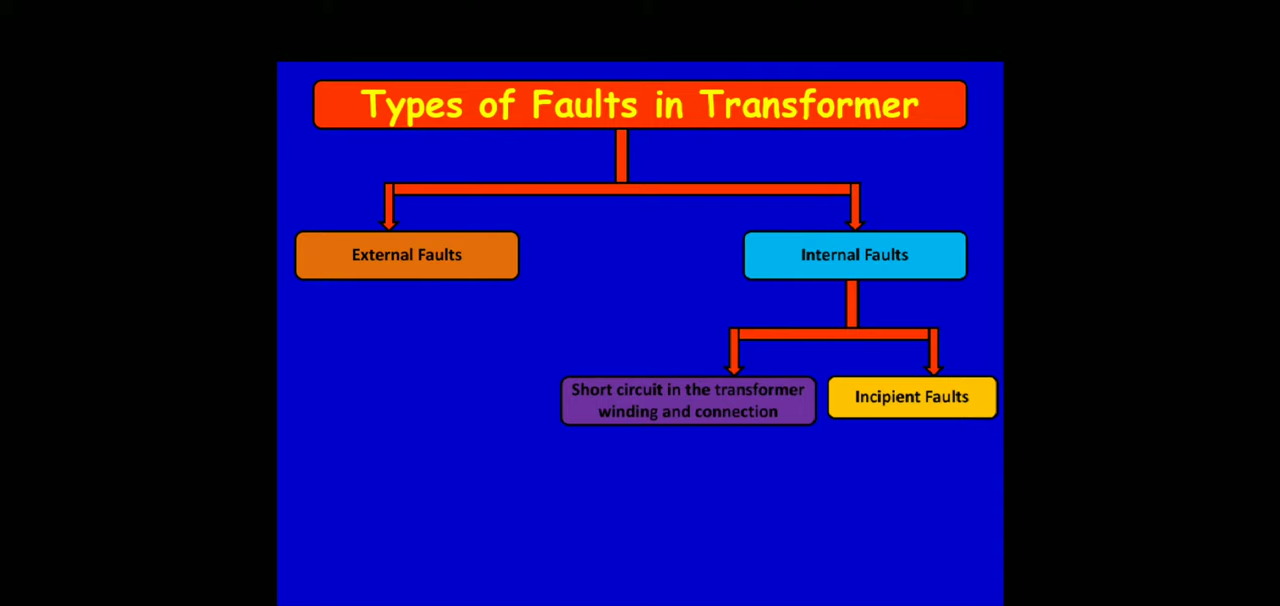 Types of Faults in Transformer
External Faults
Internal Faults
Short circuit in the transformer
winding and connection
Incipient Faults